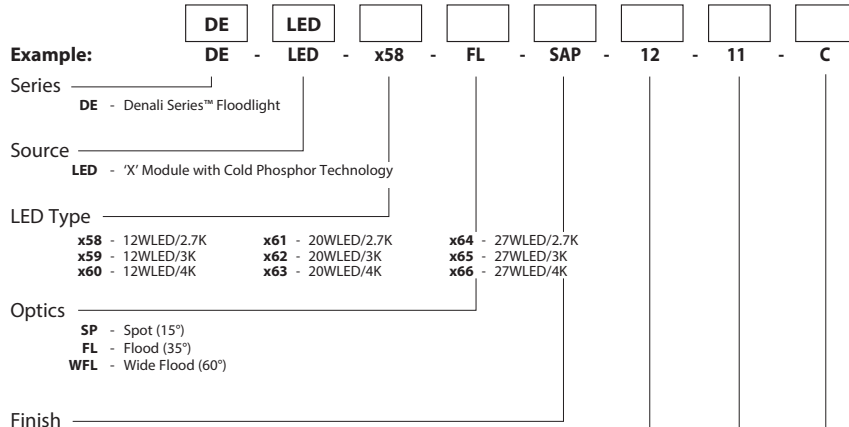 DE LED
Example: DE - LED - x58 - FL - SAP - 12 - 11 - C
Series
DE - Denali Series™ Floodlight
Source
LED - 'X' Module with Cold Phosphor Technology
LED Type
x58 - 12WLED/2.7K x61 - 20WLED/2.7K x64 - 27WLED/2.7K
x59 - 12WLED/3K x62 - 20WLED/3K x65 - 27WLED/3K
x60 - 12WLED/4K x63 - 20WLED/4K x66 - 27WLED/4K
Optics
SP - Spot (15°)
FL - Flood (35°)
WFL - Wide Flood (60°)
Finish